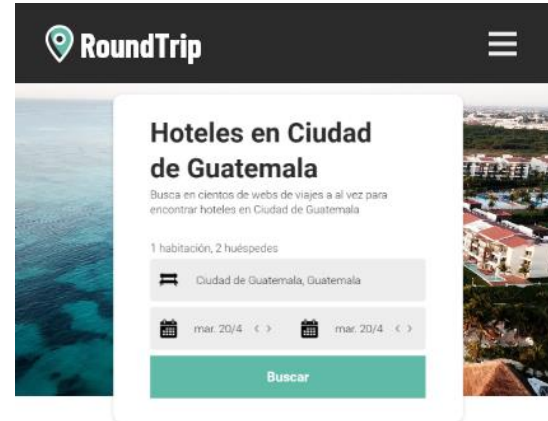 RoundTrip
Hoteles en Ciudad
de Guatemala
Busca en cientos de webs de viajes a al vez para
encontrar hoteles en Ciudad de Guatemala
1 habitación, 2 huéspedes
Ciudad de Guatemala, Guatemala
mar. 20/4 < > mar. 20/4 < >
Buscar